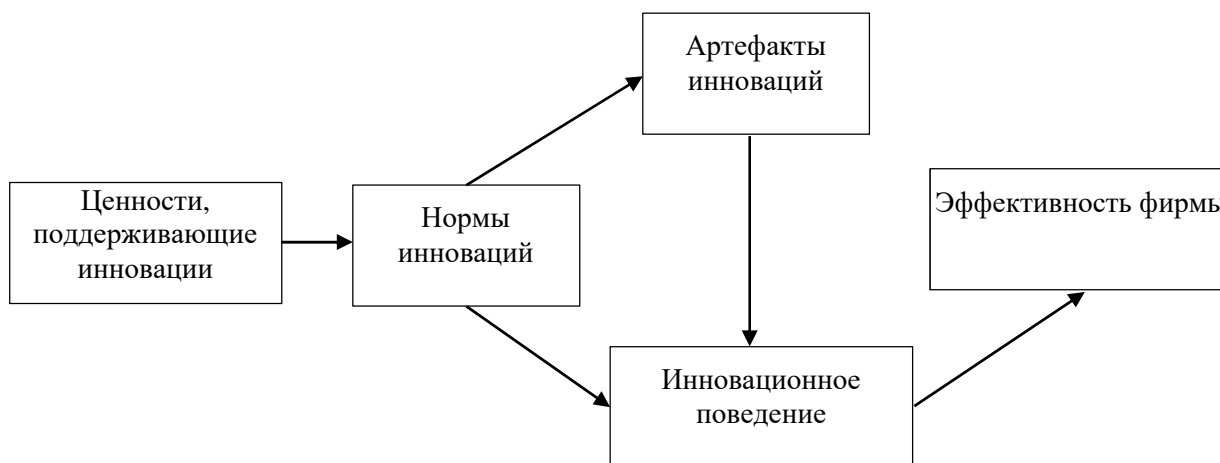 Артефакты
инноваций
Ценности,
поддерживающие
инновации
Нормы
инноваций
Эффективность фирмы
Инновационное
поведение